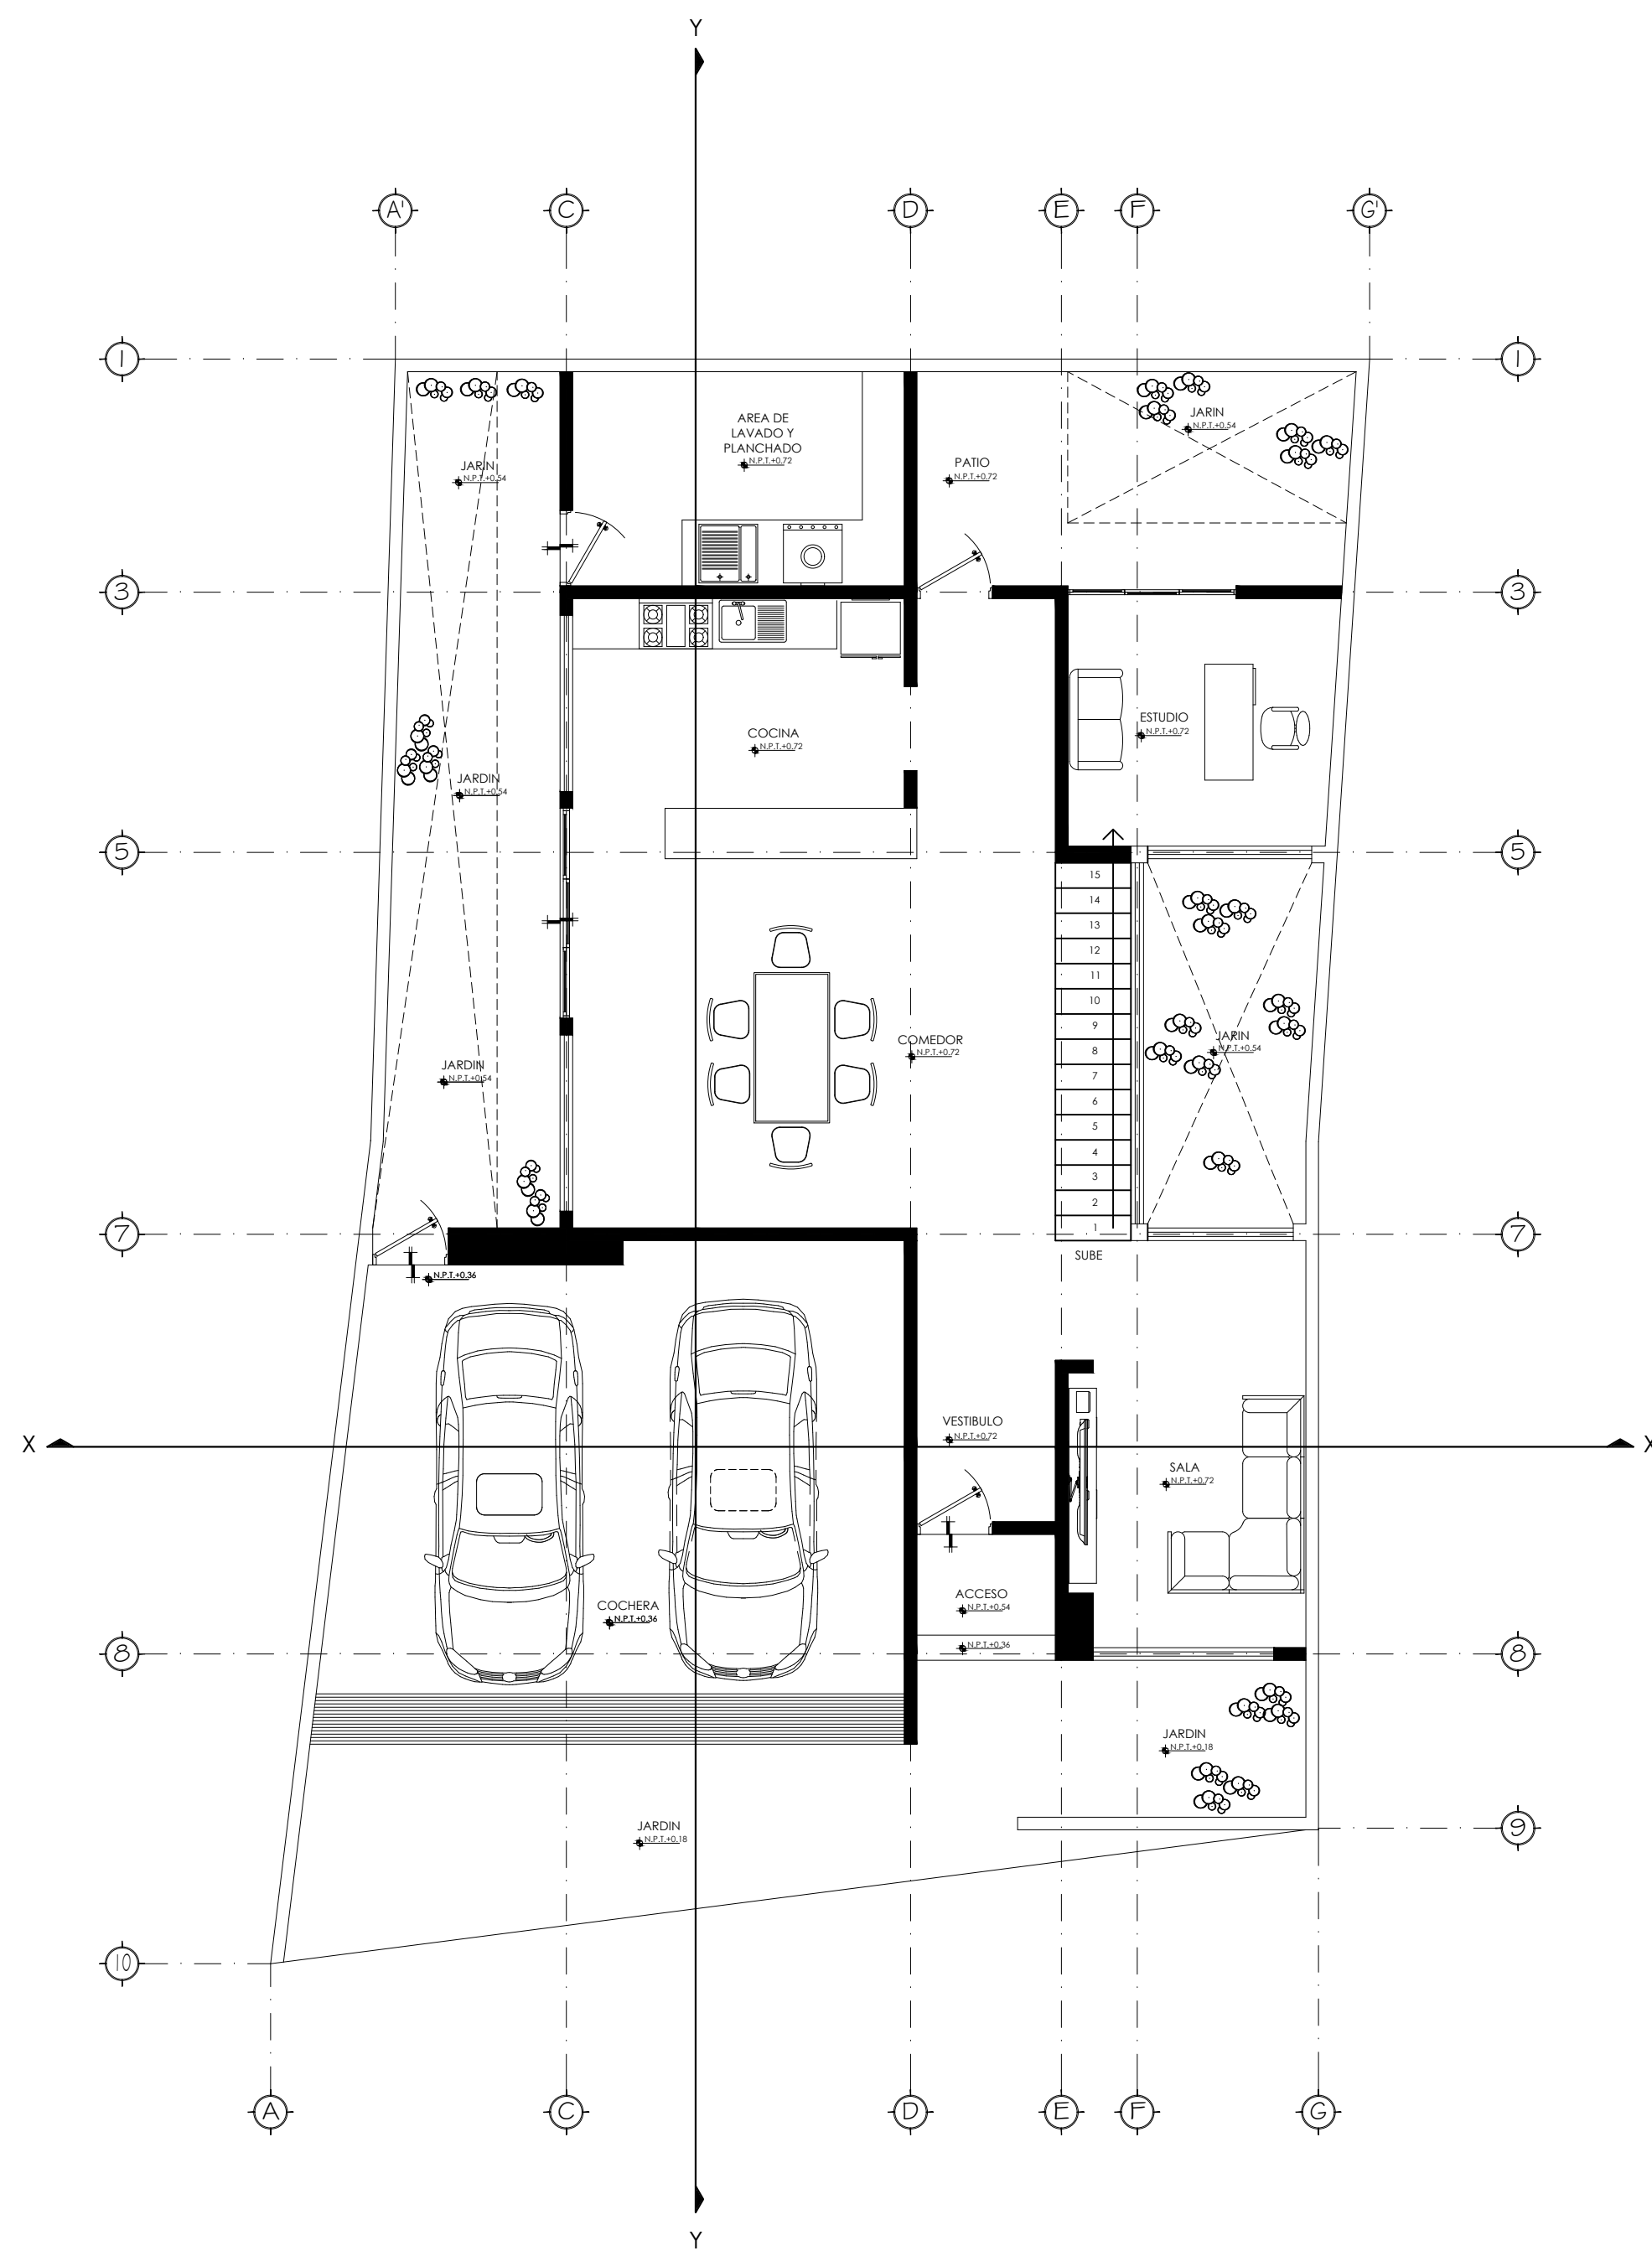 Y
A'
C
D
E
F
G'
1
1
AREA DE
LAVADO Y
PLANCHADO
N.P.T.+0.72
JARIN
N.P.T.+0.54
PATIO
N.P.T.+0.72
JARIN
N.P.T.+0.54
3
3
COCINA
N.P.T.+0.72
ESTUDIO
N.P.T.+0.72
JARDIN
N.P.T.+0.54
5
5
15
14
13
12
11
10
9
8
7
6
5
4
3
2
1
SUBE
COMEDOR
N.P.T.+0.72
JARIN
N.P.T.+0.54
JARDIN
N.P.T.+0.54
7
7
N.P.T.+0.36
VESTIBULO
N.P.T.+0.72
X
X
SALA
N.P.T.+0.72
COCHERA
N.P.T.+0.36
ACCESO
N.P.T.+0.54
N.P.T.+0.36
8
8
JARDIN
N.P.T.+0.18
JARDIN
N.P.T.+0.18
9
10
A
C
D
E
F
G
Y